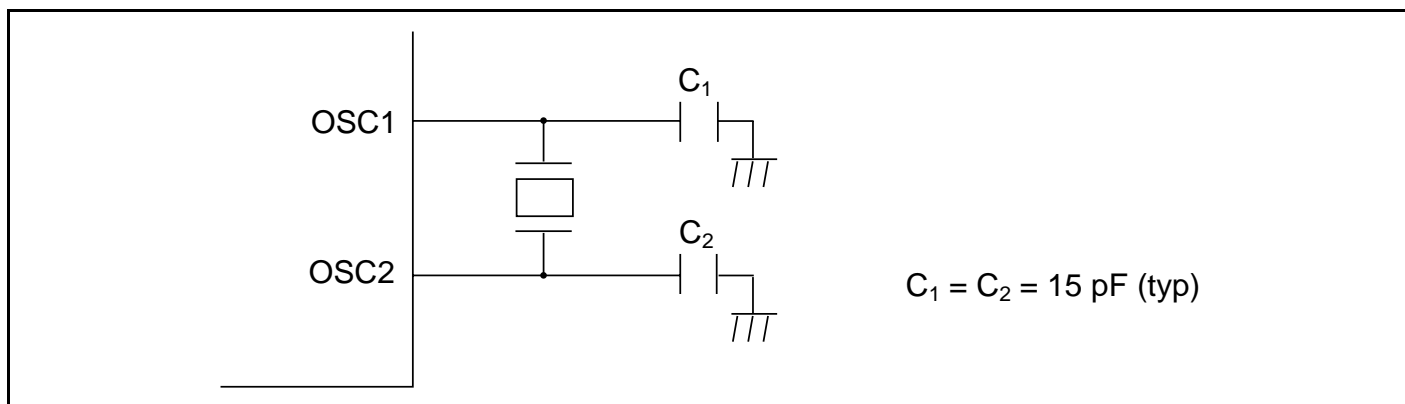 C₁
OSC1
C₂
OSC2
C₁ = C₂ = 15 pF (typ)